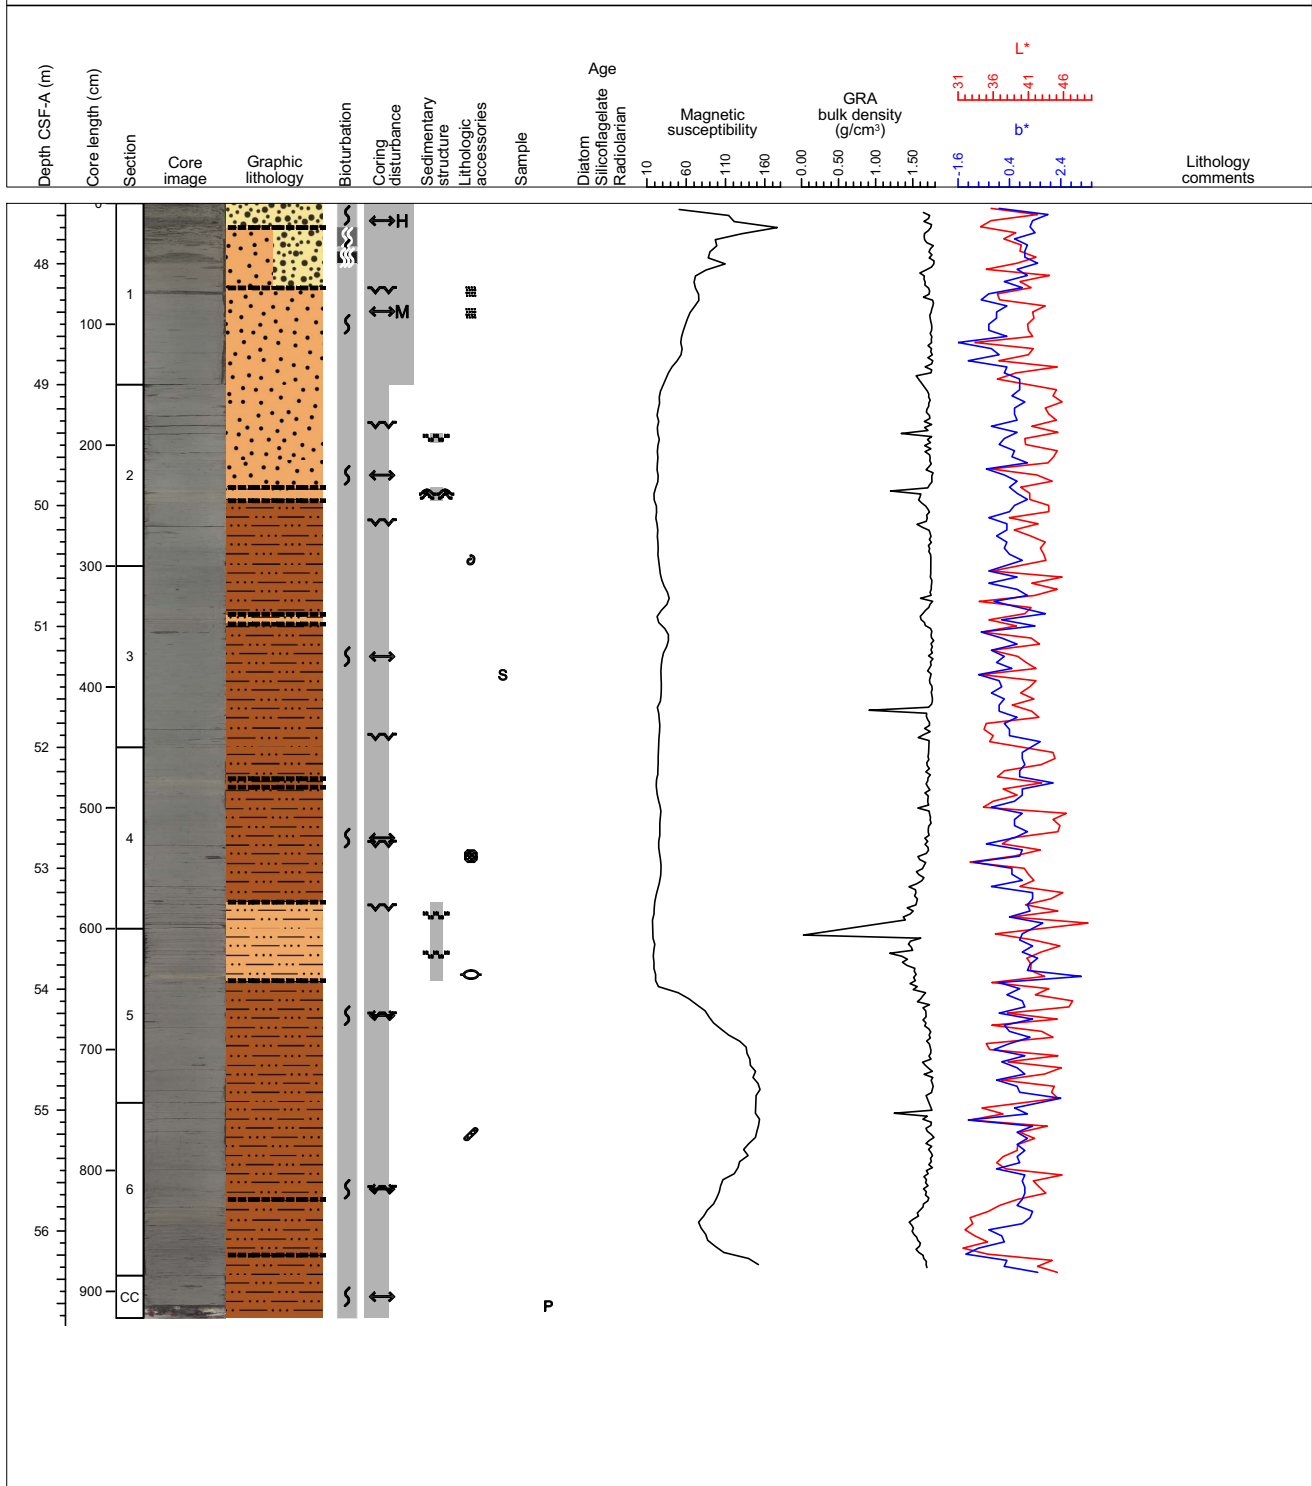 Depth CSF-A (m)
Core length (cm)
Section
Core
image
Graphic
lithology
Bioturbation
Coring
disturbance
Sedimentary
structure
Lithologic
accessories
Sample
Age
Diatom
Silicoflagelate
Radiolarian
Magnetic
susceptibility
10 60 110 160
GRA
bulk density
(g/cm³)
0.00 0.50 1.00 1.50
L*
31 36 41 46
b*
-1.6 0.4 2.4
Lithology
comments
0
H
48
1
M
100
49
200
2
50
300
51
3
S
400
52
500
4
53
600
54
5
700
55
800
6
56
900
CC
P